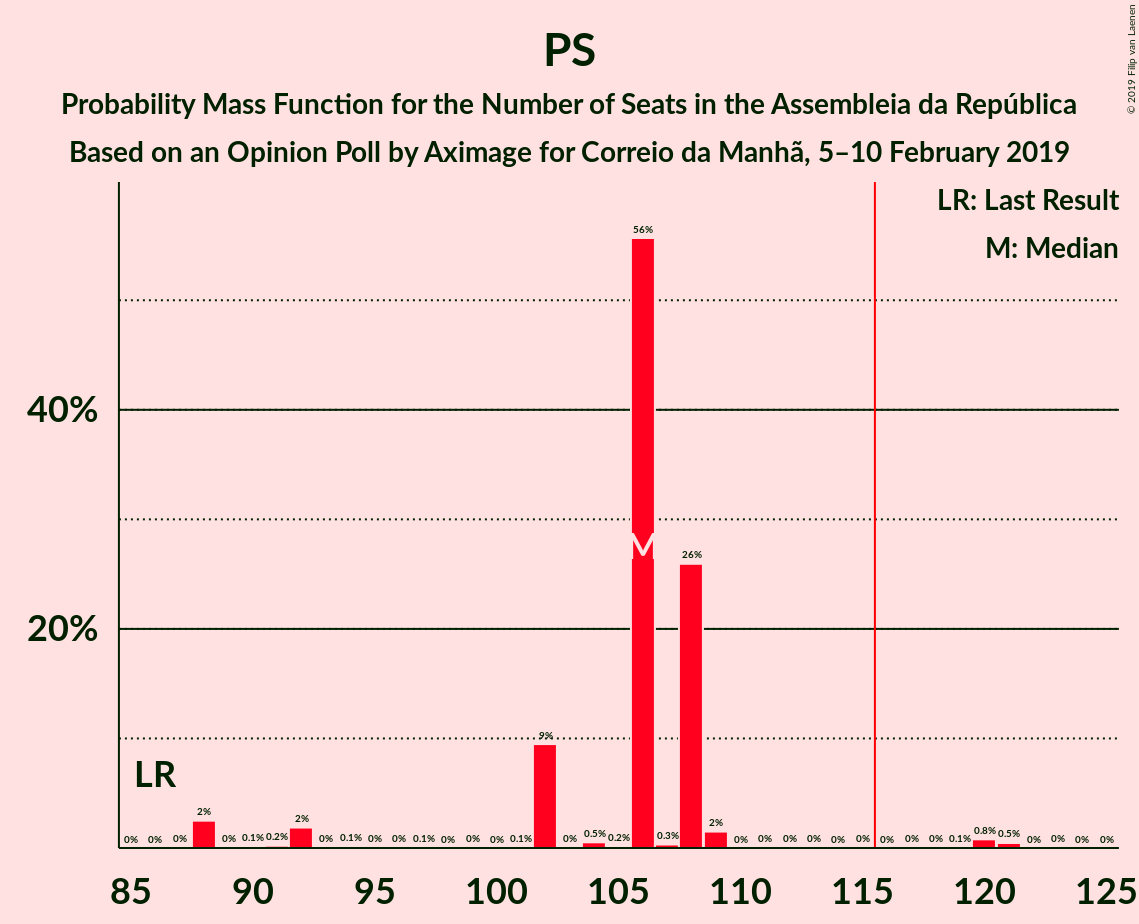 PS
Probability Mass Function for the Number of Seats in the Assembleia da República
Based on an Opinion Poll by Aximage for Correio da Manhã, 5–10 February 2019
© 2019 Filip van Laenen
LR: Last Result
M: Median
40%
20%
56%
M
26%
9%
LR
0% 0% 0% 2% 0% 0.1% 0.2% 2% 0% 0.1% 0% 0% 0.1% 0% 0% 0% 0.1% 0% 0.5% 0.2% 0.3% 2% 0% 0% 0% 0% 0% 0% 0% 0% 0% 0.1% 0.8% 0.5% 0% 0% 0% 0%
85 90 95 100 105 110 115 120 125